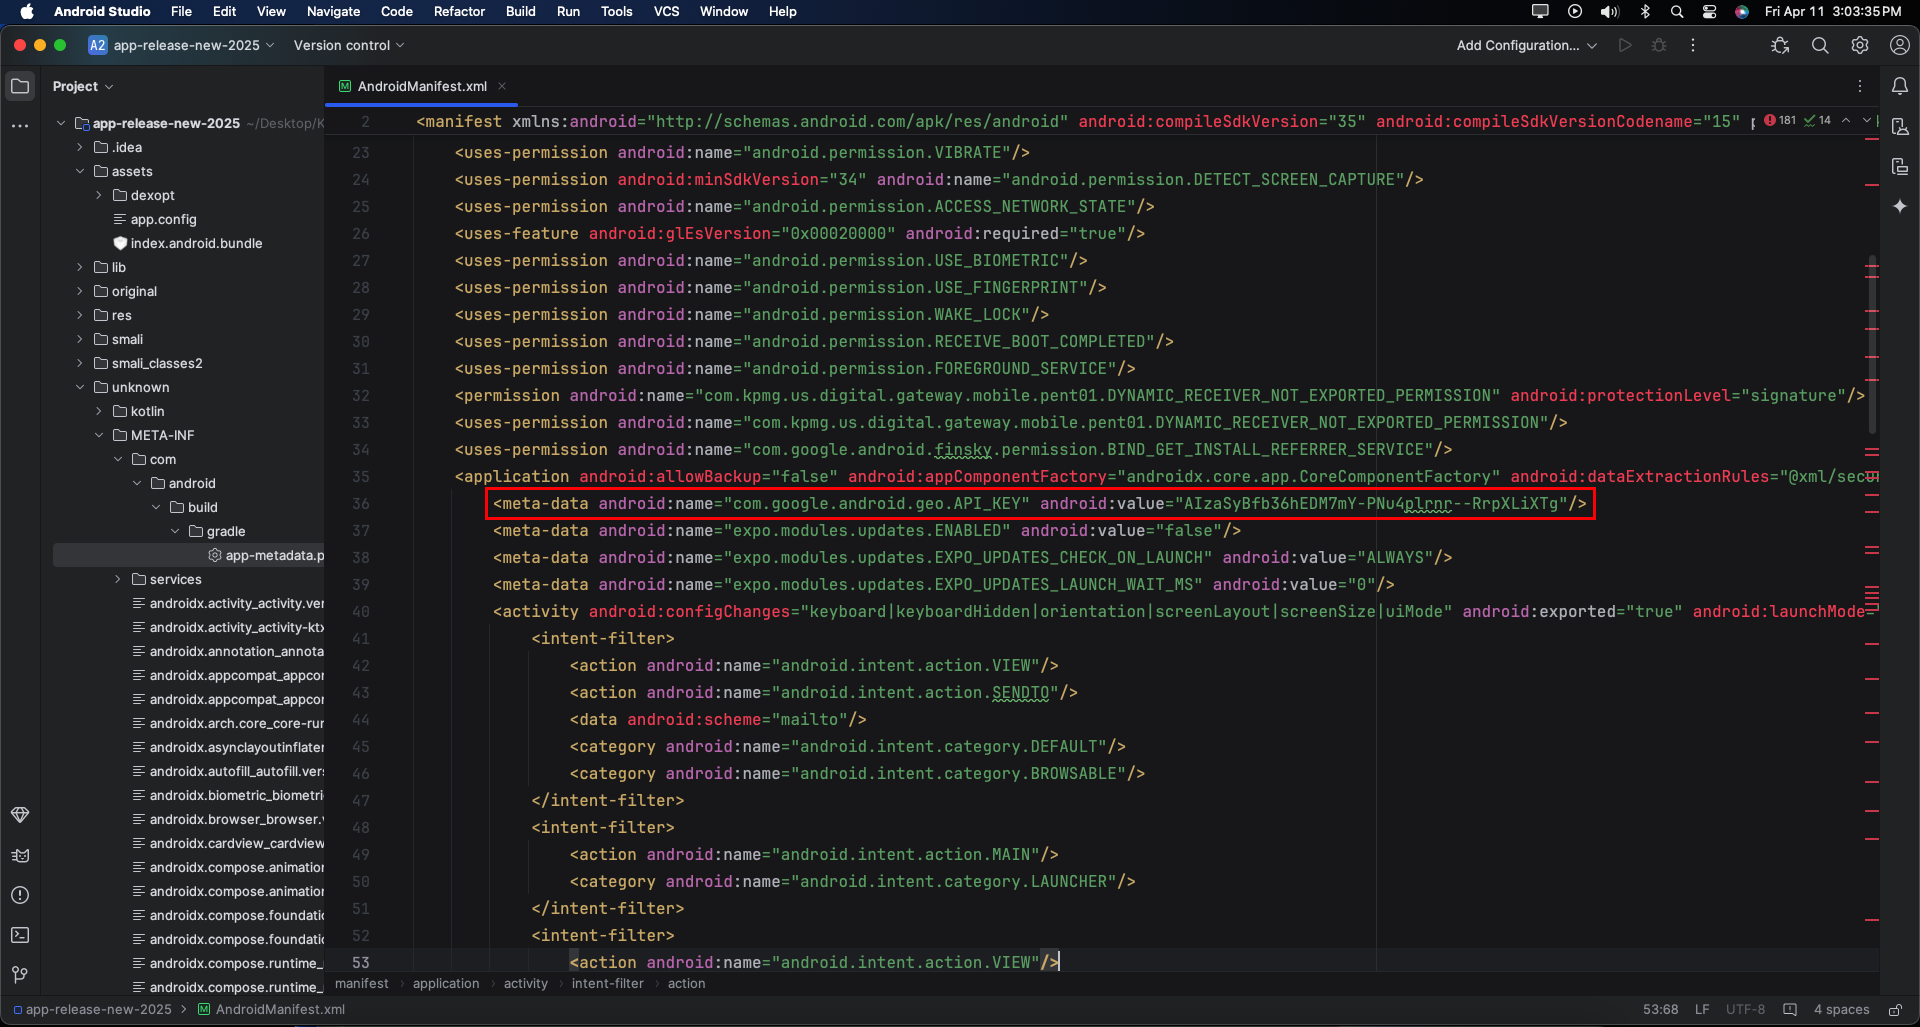 Android Studio File Edit View Navigate Code Refactor Build Run Tools VCS Window Help Fri Apr 11 3:03:35 PM
A2 app-release-new-2025 Version control Add Configuration...
Project
AndroidManifest.xml
app-release-new-2025 ~/Desktop/K
.idea
assets
dexopt
app.config
index.android.bundle
lib
original
res
smali
smali_classes2
unknown
kotlin
META-INF
com
android
build
gradle
app-metadata.p
services
androidx.activity_activity.ver
androidx.activity_activity-ktx
androidx.annotation_annota
androidx.appcompat_appcor
androidx.appcompat_appcor
androidx.arch.core_core-rur
androidx.asynclayoutinflater
androidx.autofill_autofill.vers
androidx.biometric_biometri
androidx.browser_browser.v
androidx.cardview_cardview
androidx.compose.animation
androidx.compose.animation
androidx.compose.foundatic
androidx.compose.foundatic
androidx.compose.runtime_
androidx.compose.runtime_
2 <manifest xmlns:android="http://schemas.android.com/apk/res/android" android:compileSdkVersion="35" android:compileSdkVersionCodename="15" p 181 14
23 <uses-permission android:name="android.permission.VIBRATE"/>
24 <uses-permission android:minSdkVersion="34" android:name="android.permission.DETECT_SCREEN_CAPTURE"/>
25 <uses-permission android:name="android.permission.ACCESS_NETWORK_STATE"/>
26 <uses-feature android:glEsVersion="0x00020000" android:required="true"/>
27 <uses-permission android:name="android.permission.USE_BIOMETRIC"/>
28 <uses-permission android:name="android.permission.USE_FINGERPRINT"/>
29 <uses-permission android:name="android.permission.WAKE_LOCK"/>
30 <uses-permission android:name="android.permission.RECEIVE_BOOT_COMPLETED"/>
31 <uses-permission android:name="android.permission.FOREGROUND_SERVICE"/>
32 <permission android:name="com.kpmg.us.digital.gateway.mobile.pent01.DYNAMIC_RECEIVER_NOT_EXPORTED_PERMISSION" android:protectionLevel="signature"/>
33 <uses-permission android:name="com.kpmg.us.digital.gateway.mobile.pent01.DYNAMIC_RECEIVER_NOT_EXPORTED_PERMISSION"/>
34 <uses-permission android:name="com.google.android.finsky.permission.BIND_GET_INSTALL_REFERRER_SERVICE"/>
35 <application android:allowBackup="false" android:appComponentFactory="androidx.core.app.CoreComponentFactory" android:dataExtractionRules="@xml/secu
36 <meta-data android:name="com.google.android.geo.API_KEY" android:value="AIzaSyBfb36hEDM7mY-PNu4plrnr--RrpXLiXTg"/>
37 <meta-data android:name="expo.modules.updates.ENABLED" android:value="false"/>
38 <meta-data android:name="expo.modules.updates.EXPO_UPDATES_CHECK_ON_LAUNCH" android:value="ALWAYS"/>
39 <meta-data android:name="expo.modules.updates.EXPO_UPDATES_LAUNCH_WAIT_MS" android:value="0"/>
40 <activity android:configChanges="keyboard|keyboardHidden|orientation|screenLayout|screenSize|uiMode" android:exported="true" android:launchMode=
41 <intent-filter>
42 <action android:name="android.intent.action.VIEW"/>
43 <action android:name="android.intent.action.SENDTO"/>
44 <data android:scheme="mailto"/>
45 <category android:name="android.intent.category.DEFAULT"/>
46 <category android:name="android.intent.category.BROWSABLE"/>
47 </intent-filter>
48 <intent-filter>
49 <action android:name="android.intent.action.MAIN"/>
50 <category android:name="android.intent.category.LAUNCHER"/>
51 </intent-filter>
52 <intent-filter>
53 <action android:name="android.intent.action.VIEW"/>
manifest application activity intent-filter action
app-release-new-2025 AndroidManifest.xml 53:68 LF UTF-8 4 spaces